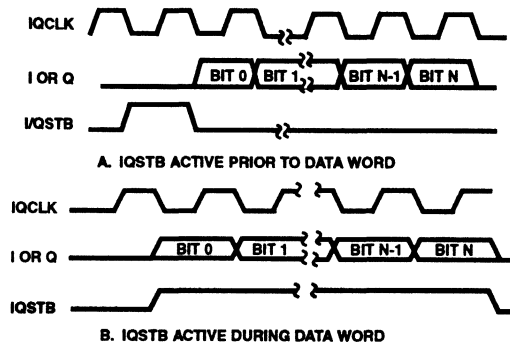 IQCLK
I OR Q BIT 0 BIT 1 BIT N-1 BIT N
I/QSTB
A. IQSTB ACTIVE PRIOR TO DATA WORD
IQCLK
I OR Q BIT 0 BIT 1 BIT N-1 BIT N
IQSTB
B. IQSTB ACTIVE DURING DATA WORD